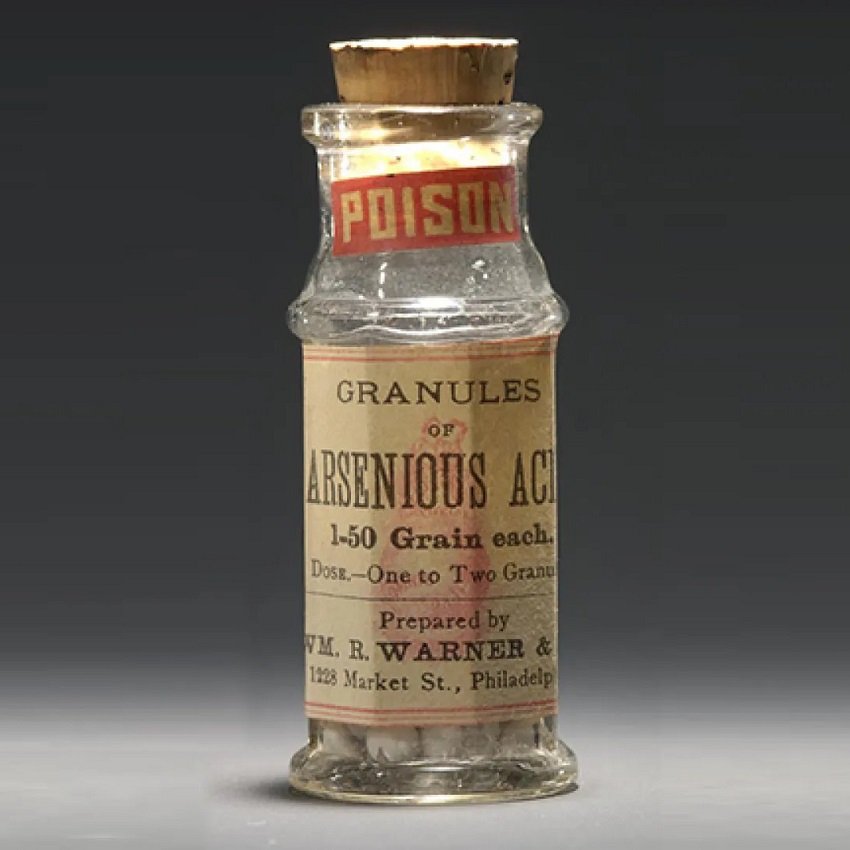 POISON
GRANULES
OF
ARSENIOUS ACI
1-50 Grain each.
DOSE.—One to Two Granu
Prepared by
WM. R. WARNER &
1228 Market St., Philadelp